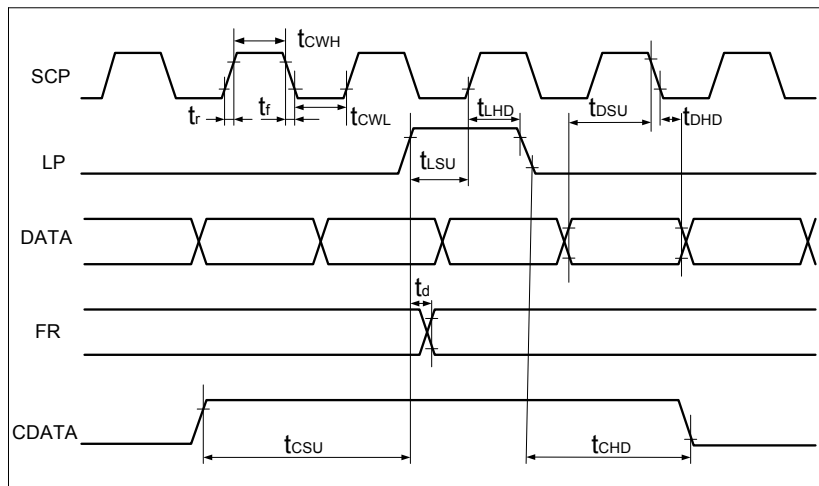 tCWH
SCP
tr
tf
tCWL
tLHD
tDSU
tDHD
LP
tLSU
DATA
td
FR
CDATA
tCSU
tCHD